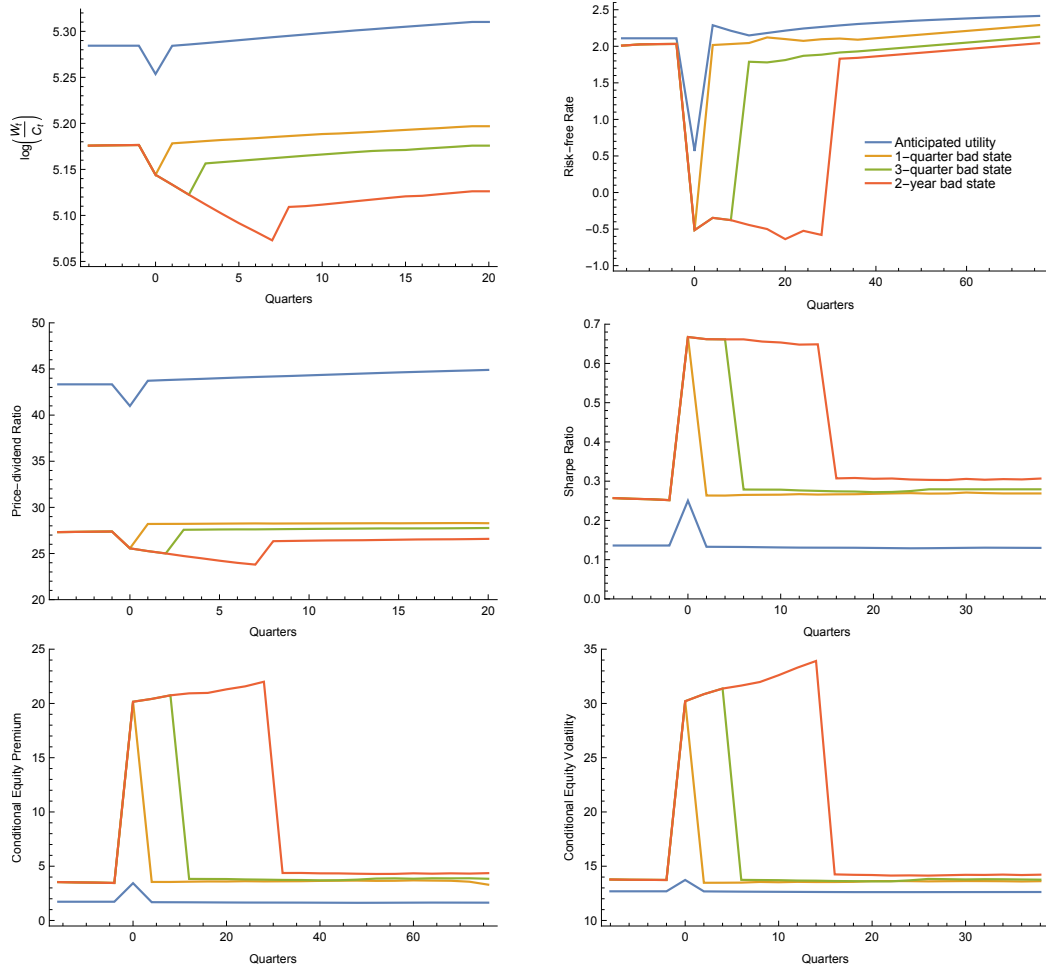 log(W_t/C_t)
5.30
5.25
5.20
5.15
5.10
5.05
0 5 10 15 20
Quarters
Risk-free Rate
2.5
2.0
1.5
1.0
0.5
0.0
−0.5
−1.0
0 20 40 60
Quarters
Anticipated utility
1-quarter bad state
3-quarter bad state
2-year bad state
Price-dividend Ratio
50
45
40
35
30
25
20
0 5 10 15 20
Quarters
Sharpe Ratio
0.7
0.6
0.5
0.4
0.3
0.2
0.1
0.0
0 10 20 30
Quarters
Conditional Equity Premium
25
20
15
10
5
0
0 20 40 60
Quarters
Conditional Equity Volatility
35
30
25
20
15
10
0 10 20 30
Quarters